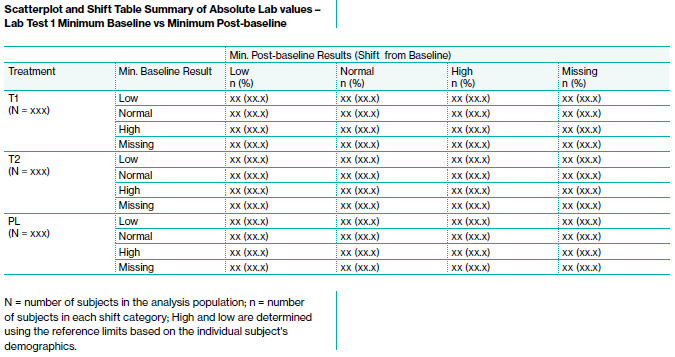 Scatterplot and Shift Table Summary of Absolute Lab values –
Lab Test 1 Minimum Baseline vs Minimum Post-baseline
Min. Post-baseline Results (Shift from Baseline)
Treatment Min. Baseline Result Low Normal High Missing
n (%) n (%) n (%) n (%)
T1 Low xx (xx.x) xx (xx.x) xx (xx.x) xx (xx.x)
(N = xxx) Normal xx (xx.x) xx (xx.x) xx (xx.x) xx (xx.x)
High xx (xx.x) xx (xx.x) xx (xx.x) xx (xx.x)
Missing xx (xx.x) xx (xx.x) xx (xx.x) xx (xx.x)
T2 Low xx (xx.x) xx (xx.x) xx (xx.x) xx (xx.x)
(N = xxx) Normal xx (xx.x) xx (xx.x) xx (xx.x) xx (xx.x)
High xx (xx.x) xx (xx.x) xx (xx.x) xx (xx.x)
Missing xx (xx.x) xx (xx.x) xx (xx.x) xx (xx.x)
PL Low xx (xx.x) xx (xx.x) xx (xx.x) xx (xx.x)
(N = xxx) Normal xx (xx.x) xx (xx.x) xx (xx.x) xx (xx.x)
High xx (xx.x) xx (xx.x) xx (xx.x) xx (xx.x)
Missing xx (xx.x) xx (xx.x) xx (xx.x) xx (xx.x)
N = number of subjects in the analysis population; n = number
of subjects in each shift category; High and low are determined
using the reference limits based on the individual subject's
demographics.